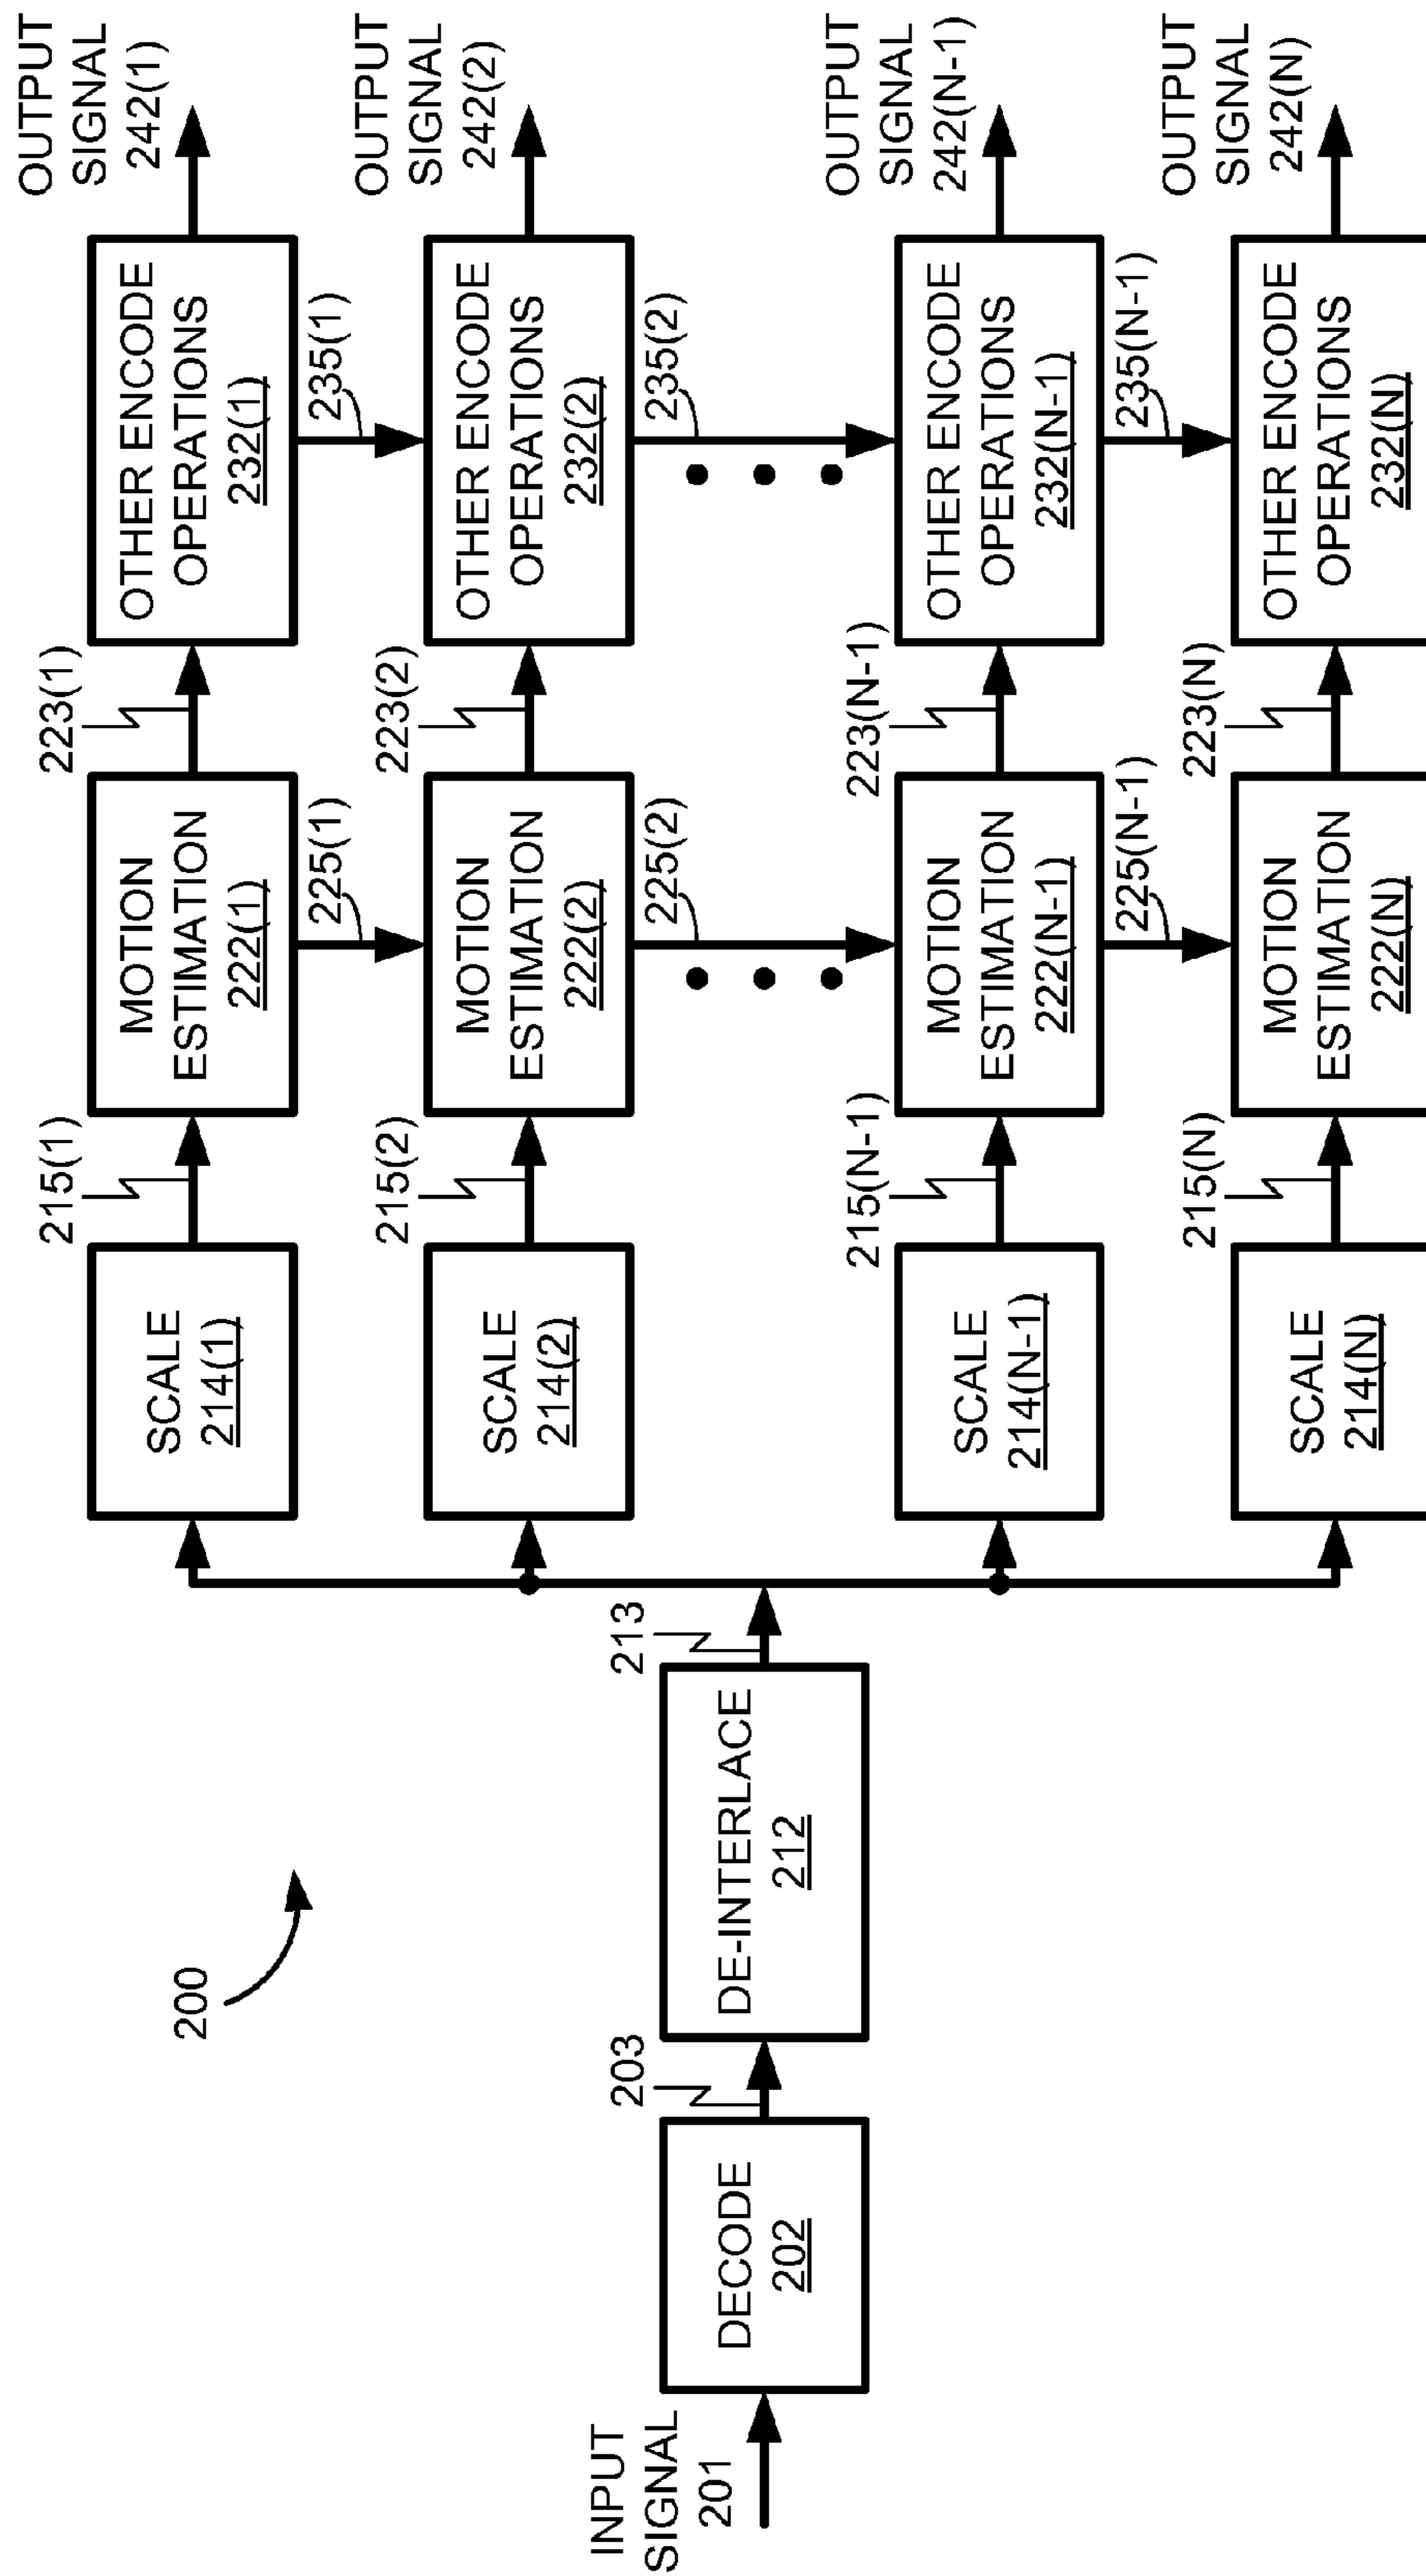 200
INPUT
SIGNAL
201
DECODE
202
203
DE-INTERLACE
212
213
SCALE
214(1)
215(1)
MOTION
ESTIMATION
222(1)
223(1)
225(1)
OTHER ENCODE
OPERATIONS
232(1)
235(1)
OUTPUT
SIGNAL
242(1)
SCALE
214(2)
215(2)
MOTION
ESTIMATION
222(2)
223(2)
225(2)
OTHER ENCODE
OPERATIONS
232(2)
235(2)
OUTPUT
SIGNAL
242(2)
SCALE
214(N-1)
215(N-1)
MOTION
ESTIMATION
222(N-1)
223(N-1)
225(N-1)
OTHER ENCODE
OPERATIONS
232(N-1)
235(N-1)
OUTPUT
SIGNAL
242(N-1)
SCALE
214(N)
215(N)
MOTION
ESTIMATION
222(N)
223(N)
OTHER ENCODE
OPERATIONS
232(N)
OUTPUT
SIGNAL
242(N)